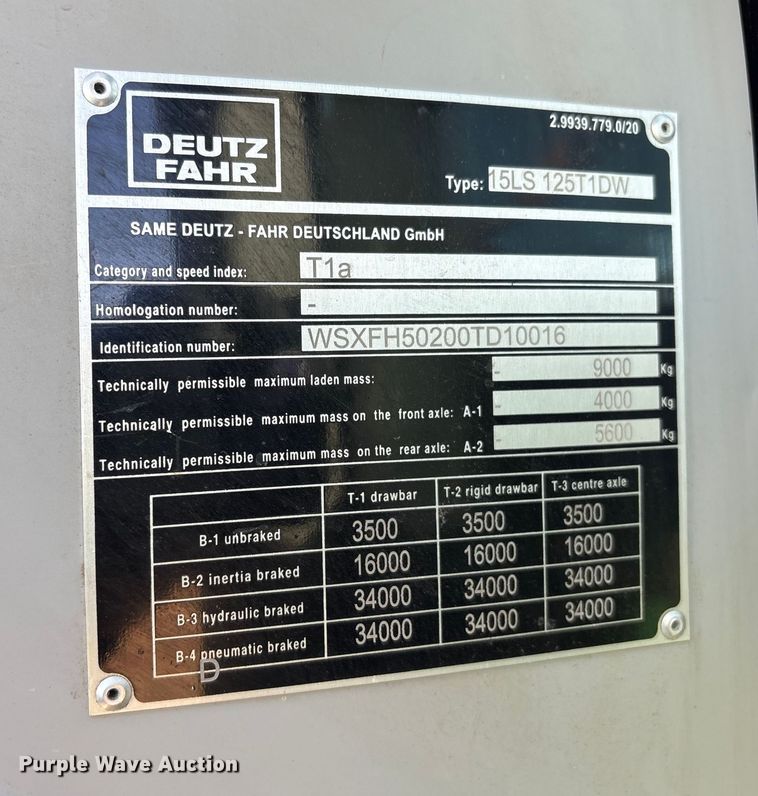 DEUTZ
FAHR
2.9939.779.0/20
Type: 15LS 125T1DW
SAME DEUTZ - FAHR DEUTSCHLAND GmbH
Category and speed index: T1a
Homologation number: -
Identification number: WSXFH50200TD10016
Technically permissible maximum laden mass: - 9000 Kg
Technically permissible maximum mass on the front axle: A-1 - 4000 Kg
Technically permissible maximum mass on the rear axle: A-2 - 5600 Kg
T-1 drawbar T-2 rigid drawbar T-3 centre axle
B-1 unbraked 3500 3500 3500
B-2 inertia braked 16000 16000 16000
B-3 hydraulic braked 34000 34000 34000
B-4 pneumatic braked 34000 34000 34000
D
Purple Wave Auction